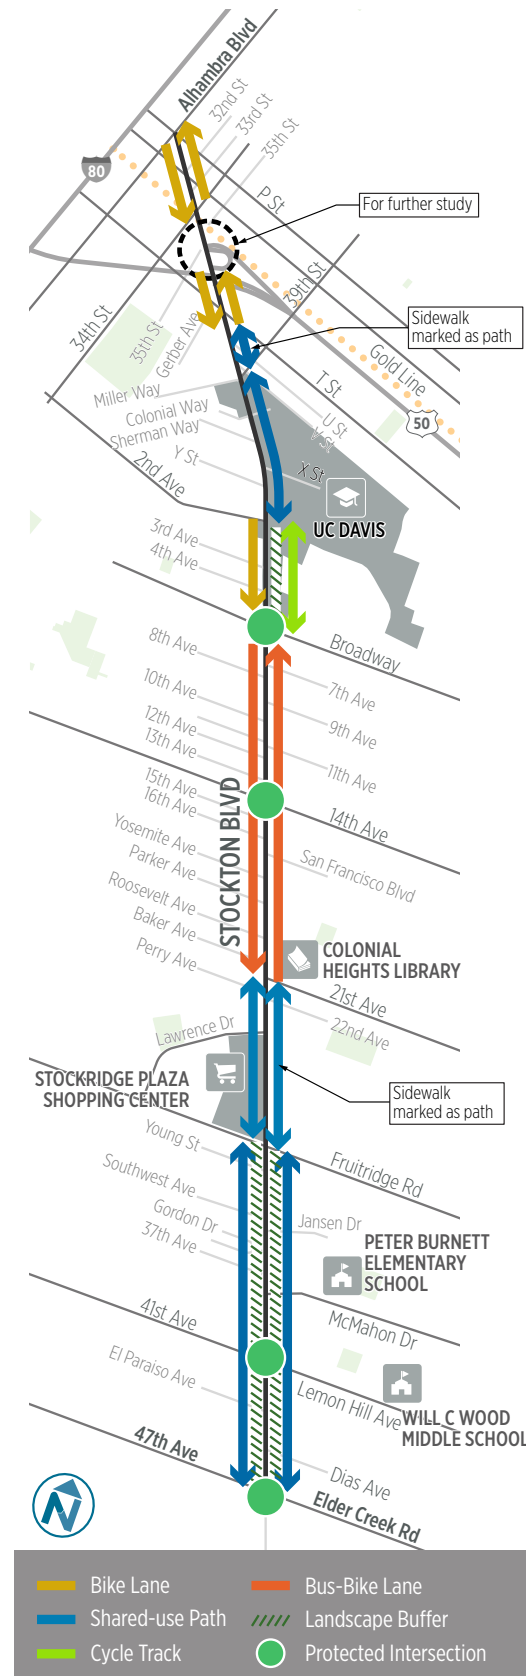 Alhambra Blvd
32nd St
33rd St
35th St
80
P St
For further study
39th St
34th St
35th St
Gerber Ave
Sidewalk
marked as path
Gold Line
Miller Way
T St
50
Colonial Way
U St
Sherman Way
Y St
X St
2nd Ave
UC DAVIS
3rd Ave
4th Ave
Broadway
8th Ave
7th Ave
10th Ave
9th Ave
12th Ave
13th Ave
11th Ave
15th Ave
16th Ave
14th Ave
STOCKTON BLVD
Yosemite Ave
San Francisco Blvd
Parker Ave
Roosevelt Ave
Baker Ave
Perry Ave
COLONIAL
HEIGHTS LIBRARY
21st Ave
22nd Ave
Lawrence Dr
STOCKRIDGE PLAZA
SHOPPING CENTER
Sidewalk
marked as path
Young St
Fruitridge Rd
Southwest Ave
Gordon Dr
Jansen Dr
37th Ave
PETER BURNETT
ELEMENTARY
SCHOOL
41st Ave
McMahon Dr
El Paraiso Ave
Lemon Hill Ave
WILL C WOOD
MIDDLE SCHOOL
47th Ave
Dias Ave
Elder Creek Rd
N
Bike Lane
Bus-Bike Lane
Shared-use Path
Landscape Buffer
Cycle Track
Protected Intersection